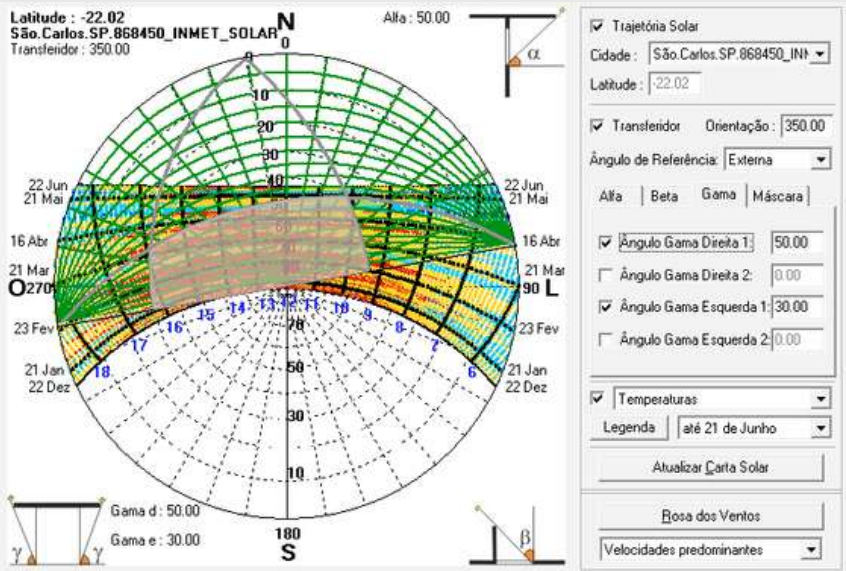 Latitude : -22.02
São.Carlos.SP.868450_INMET_SOLAR
Transferidor : 350.00
Alfa : 50.00
N
0
10
20
30
40
22 Jun
21 Mai
16 Abr
21 Mar
O 270
23 Fev
21 Jan
22 Dez
22 Jun
21 Mai
16 Abr
21 Mar
90 L
23 Fev
21 Jan
22 Dez
18
17
16
15
14
13
12
11
10
9
8
7
6
70
50
30
10
180
S
α
Gama d : 50.00
Gama e : 30.00
γ
γ
β
Trajetória Solar
Cidade : São.Carlos.SP.868450_INM
Latitude : -22.02
Transferidor Orientação : 350.00
Ângulo de Referência: Externa
Alfa Beta Gama Máscara
Ângulo Gama Direita 1: 50.00
Ângulo Gama Direita 2: 0.00
Ângulo Gama Esquerda 1: 30.00
Ângulo Gama Esquerda 2: 0.00
Temperaturas
Legenda até 21 de Junho
Atualizar Carta Solar
Rosa dos Ventos
Velocidades predominantes